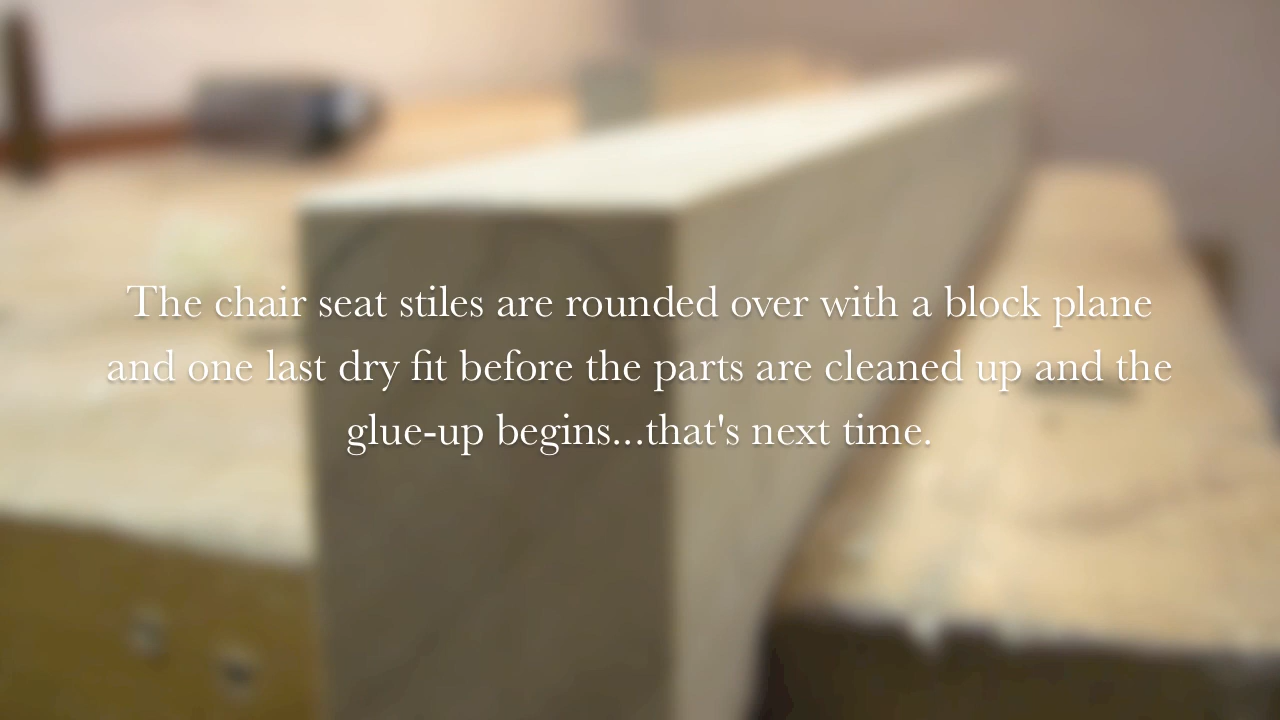 The chair seat stiles are rounded over with a block plane
and one last dry fit before the parts are cleaned up and the
glue-up begins...that's next time.